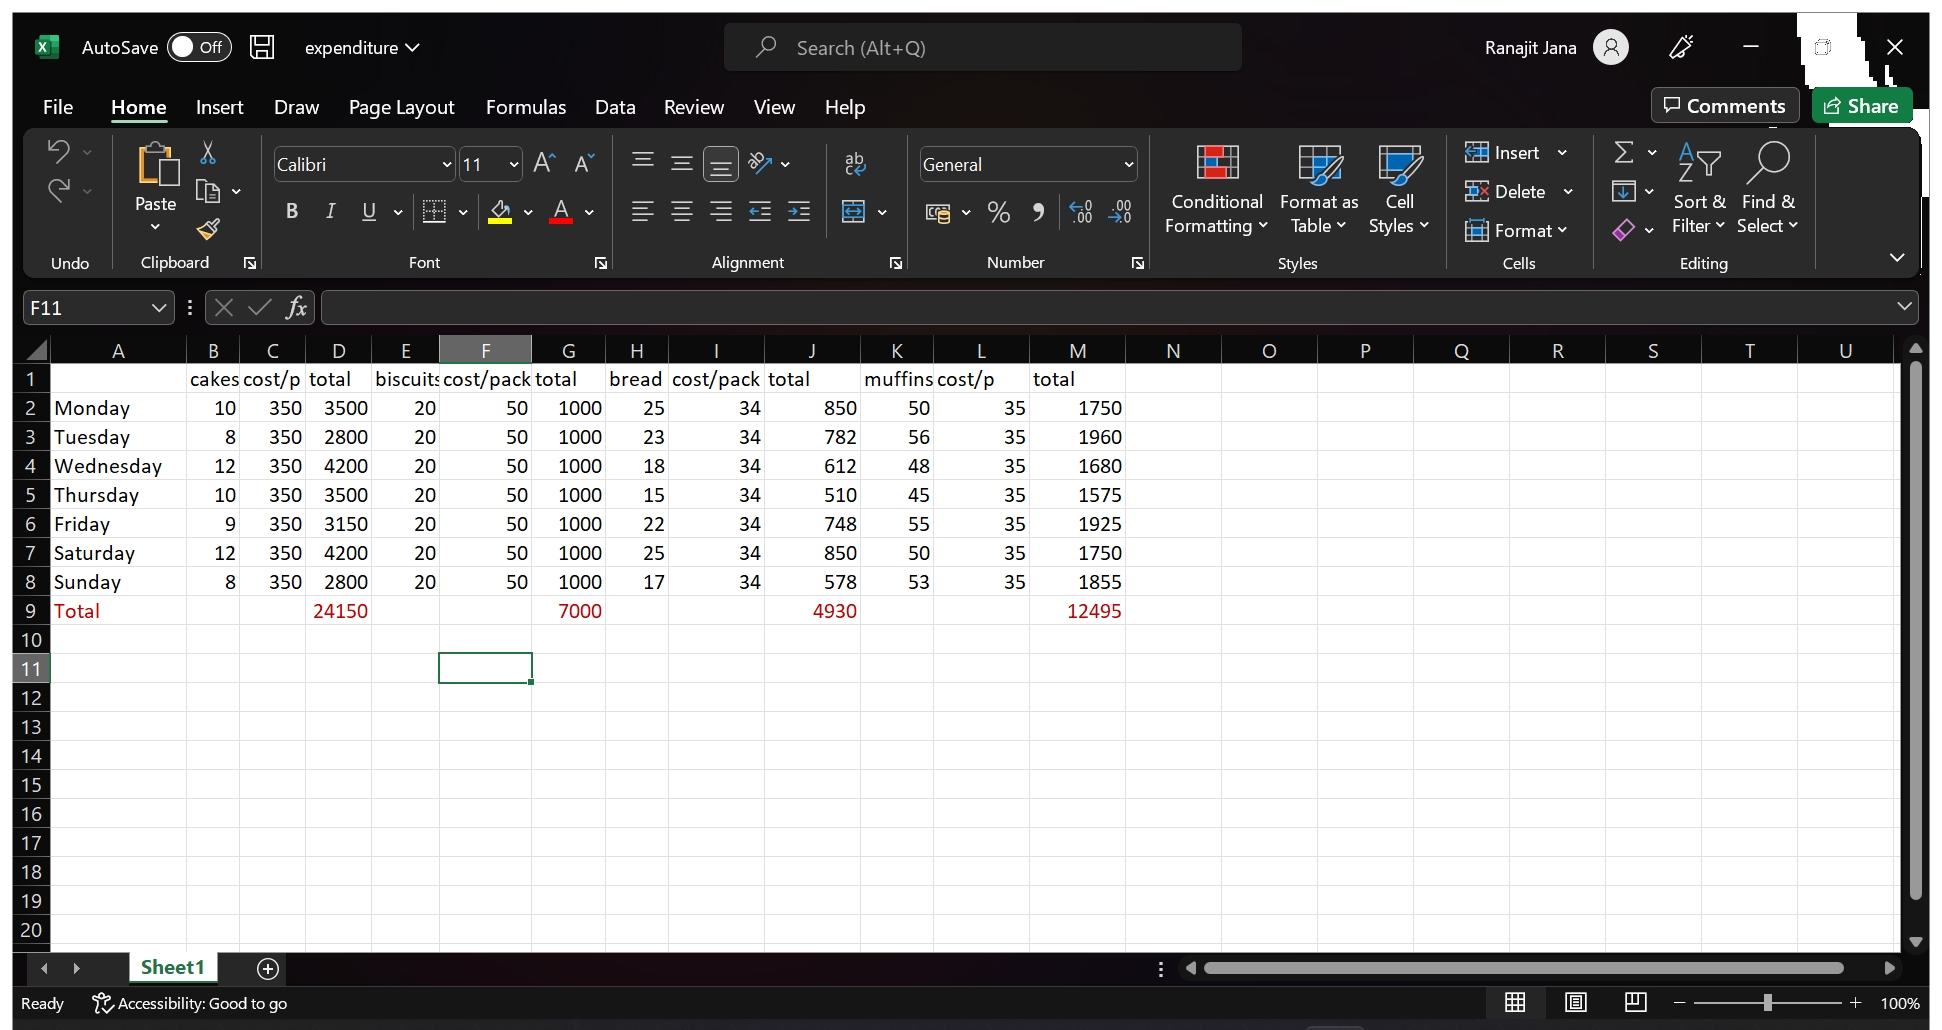 AutoSave Off expenditure Search (Alt+Q) Ranajit Jana
File Home Insert Draw Page Layout Formulas Data Review View Help Comments Share
Calibri 11 ab General Insert
Paste Conditional Format as Cell Delete Sort & Find &
B I U A % Formatting Table Styles Format Filter Select
Undo Clipboard Font Alignment Number Styles Cells Editing
F11 fx
A B C D E F G H I J K L M N O P Q R S T U
1 cakes cost/p total biscuits cost/pack total bread cost/pack total muffins cost/p total
2 Monday 10 350 3500 20 50 1000 25 34 850 50 35 1750
3 Tuesday 8 350 2800 20 50 1000 23 34 782 56 35 1960
4 Wednesday 12 350 4200 20 50 1000 18 34 612 48 35 1680
5 Thursday 10 350 3500 20 50 1000 15 34 510 45 35 1575
6 Friday 9 350 3150 20 50 1000 22 34 748 55 35 1925
7 Saturday 12 350 4200 20 50 1000 25 34 850 50 35 1750
8 Sunday 8 350 2800 20 50 1000 17 34 578 53 35 1855
9 Total 24150 7000 4930 12495
10
11
12
13
14
15
16
17
18
19
20
Sheet1
Ready Accessibility: Good to go 100%